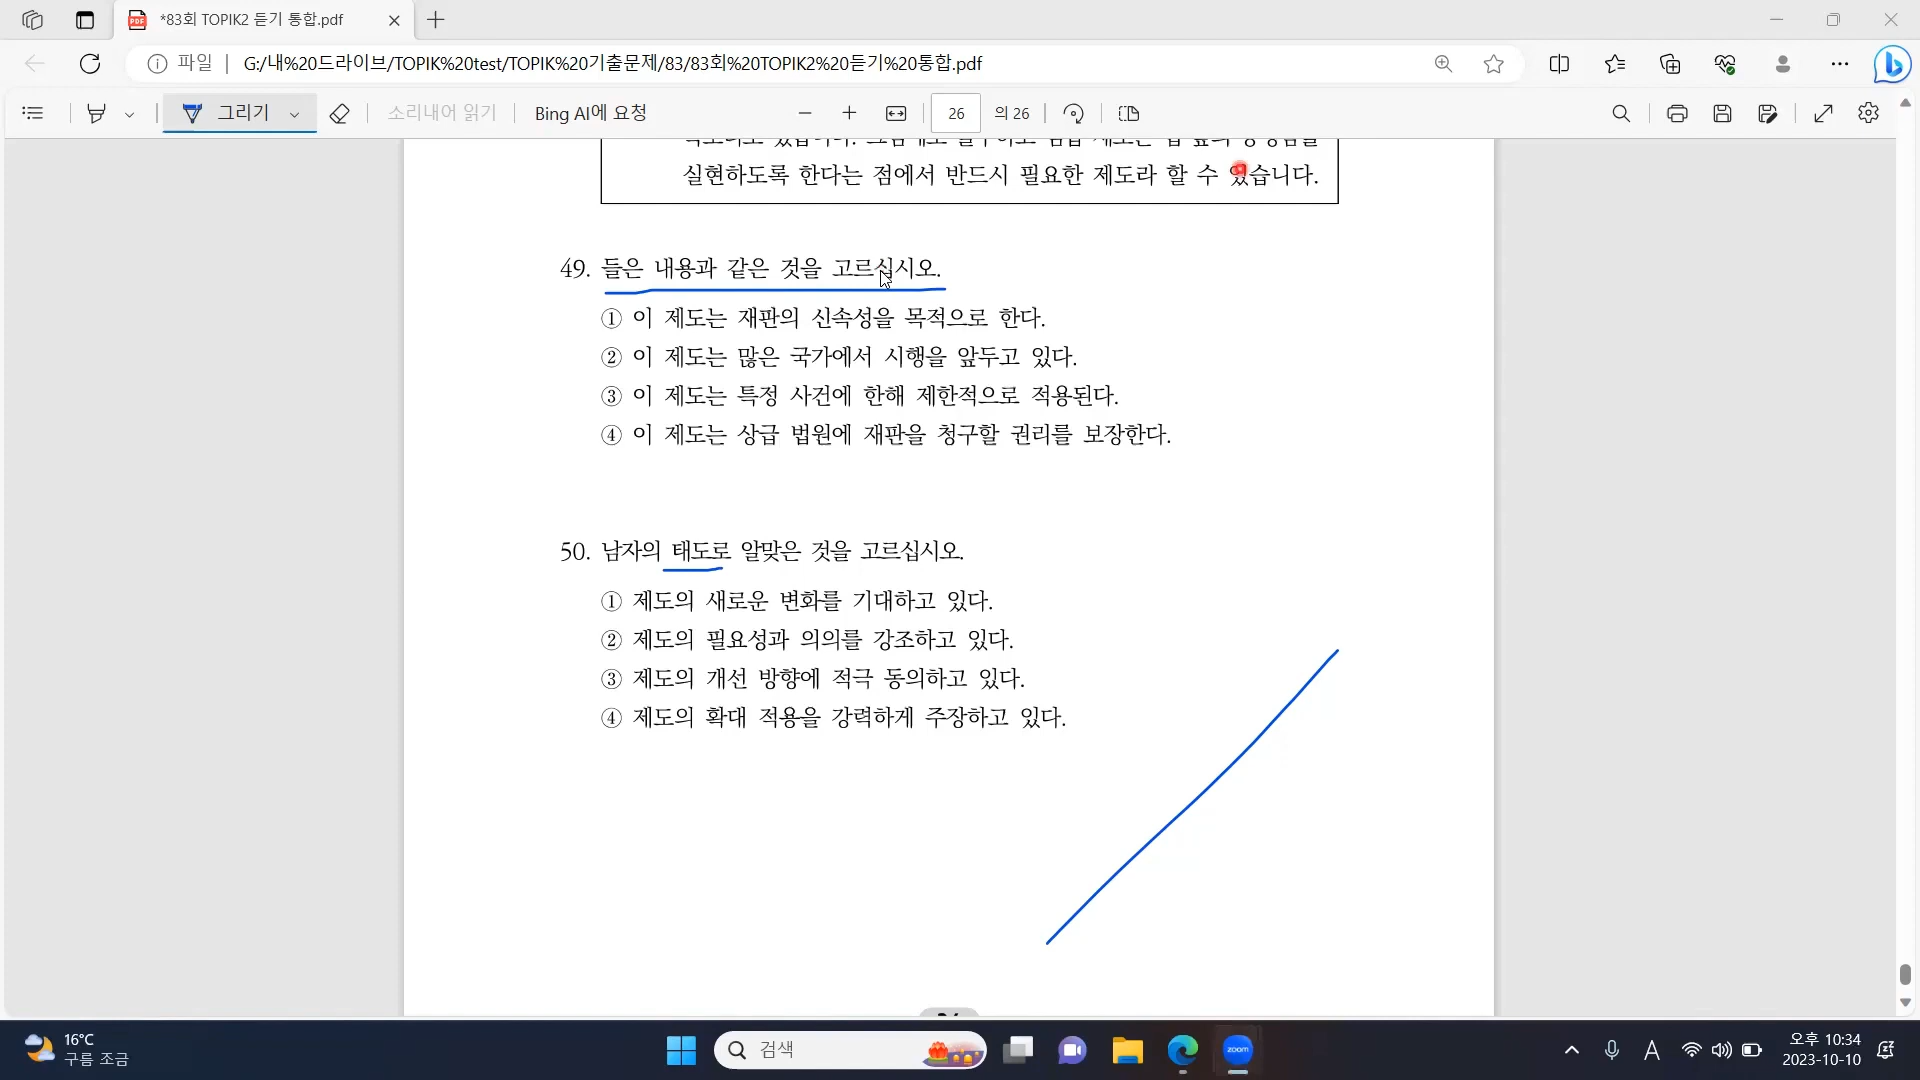 *83회 TOPIK2 듣기 통합.pdf
파일 | G:/내%20드라이브/TOPIK%20test/TOPIK%20기출문제/83/83회%20TOPIK2%20듣기%20통합.pdf
그리기 소리내어 읽기 Bing AI에 요청 26 의 26
실현하도록 한다는 점에서 반드시 필요한 제도라 할 수 있습니다.
49. 들은 내용과 같은 것을 고르십시오.
① 이 제도는 재판의 신속성을 목적으로 한다.
② 이 제도는 많은 국가에서 시행을 앞두고 있다.
③ 이 제도는 특정 사건에 한해 제한적으로 적용된다.
④ 이 제도는 상급 법원에 재판을 청구할 권리를 보장한다.
50. 남자의 태도로 알맞은 것을 고르십시오.
① 제도의 새로운 변화를 기대하고 있다.
② 제도의 필요성과 의의를 강조하고 있다.
③ 제도의 개선 방향에 적극 동의하고 있다.
④ 제도의 확대 적용을 강력하게 주장하고 있다.
16°C
구름 조금
검색
zoom
A
오후 10:34
2023-10-10